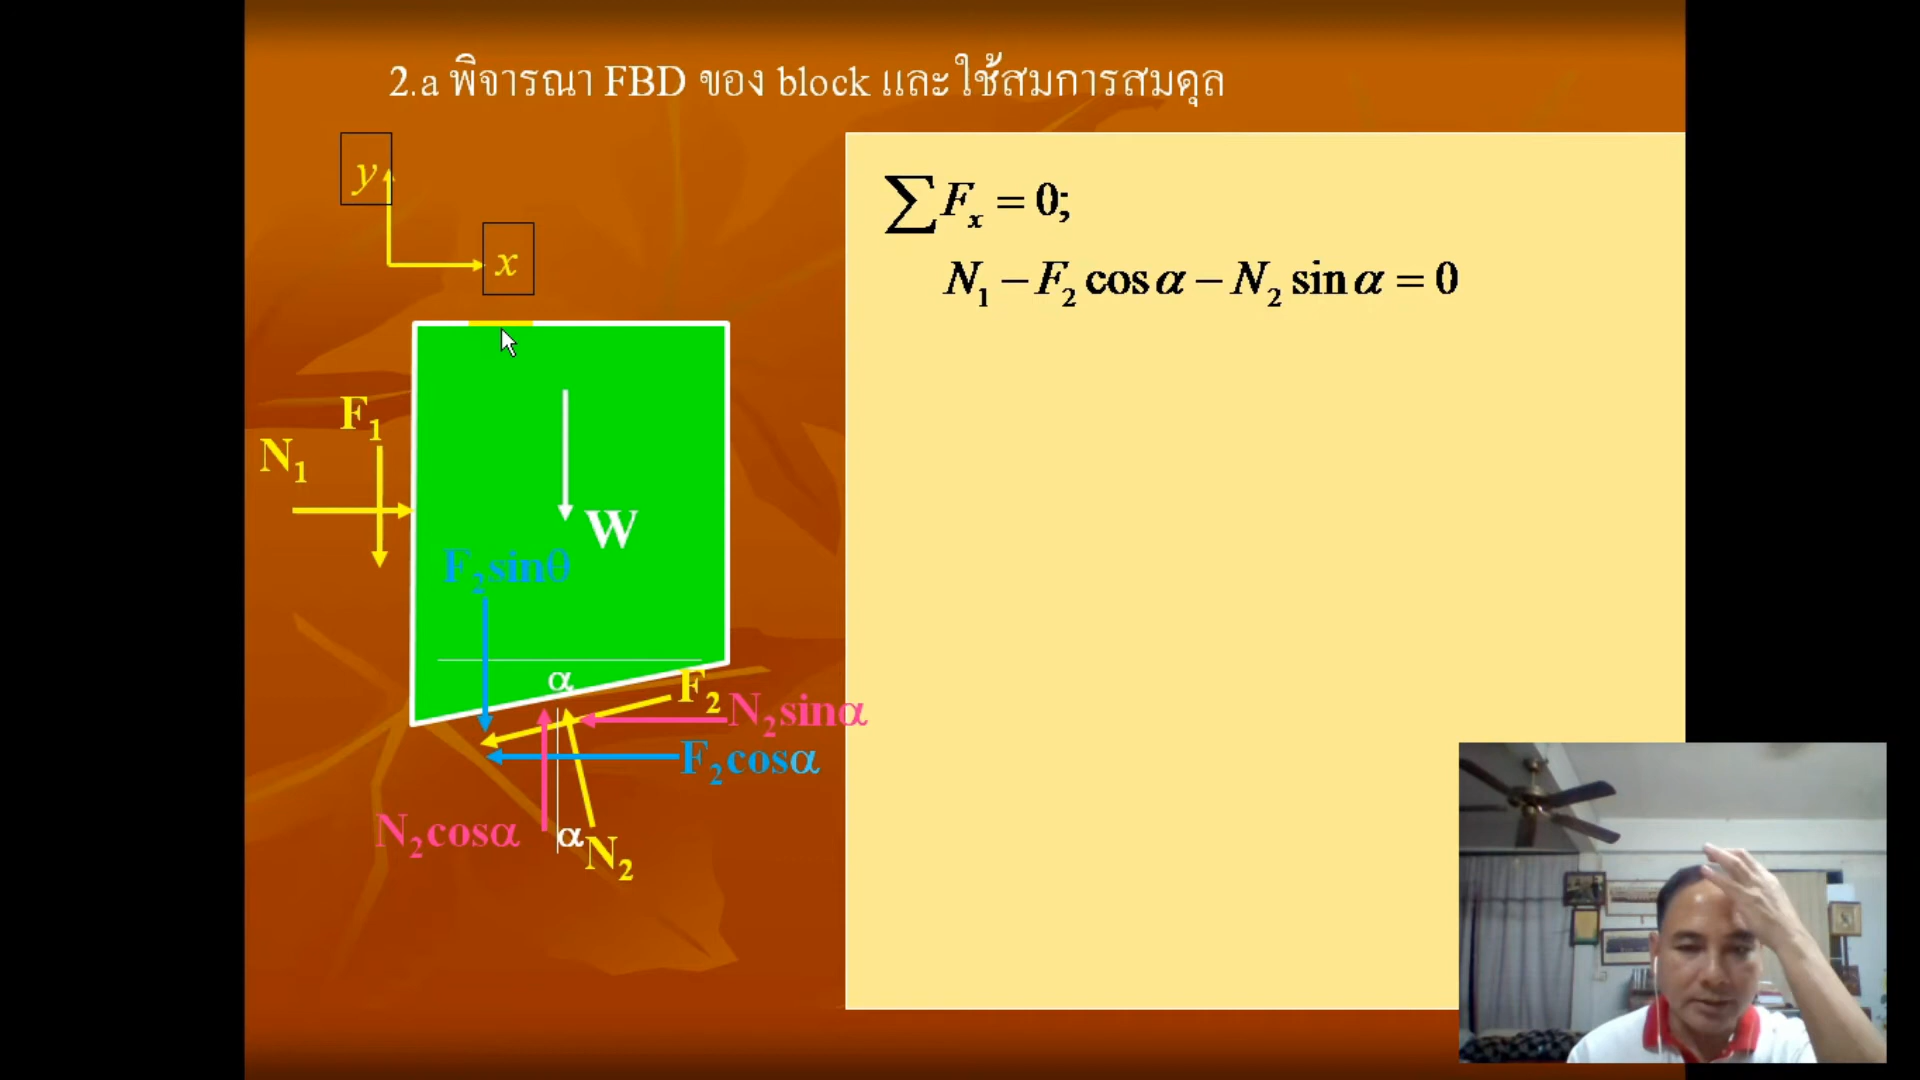 2.a พิจารณา FBD ของ block และใช้สมการสมดุล
y
x
∑Fₓ = 0;
N₁ − F₂ cos α − N₂ sin α = 0
F₁
N₁
W
F₂sinθ
α
F₂
N₂sinα
F₂cosα
N₂cosα
α
N₂